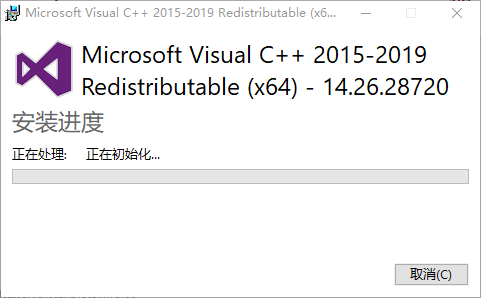 Microsoft Visual C++ 2015-2019 Redistributable (x6...
Microsoft Visual C++ 2015-2019
Redistributable (x64) - 14.26.28720
安装进度
正在处理: 正在初始化...
取消(C)